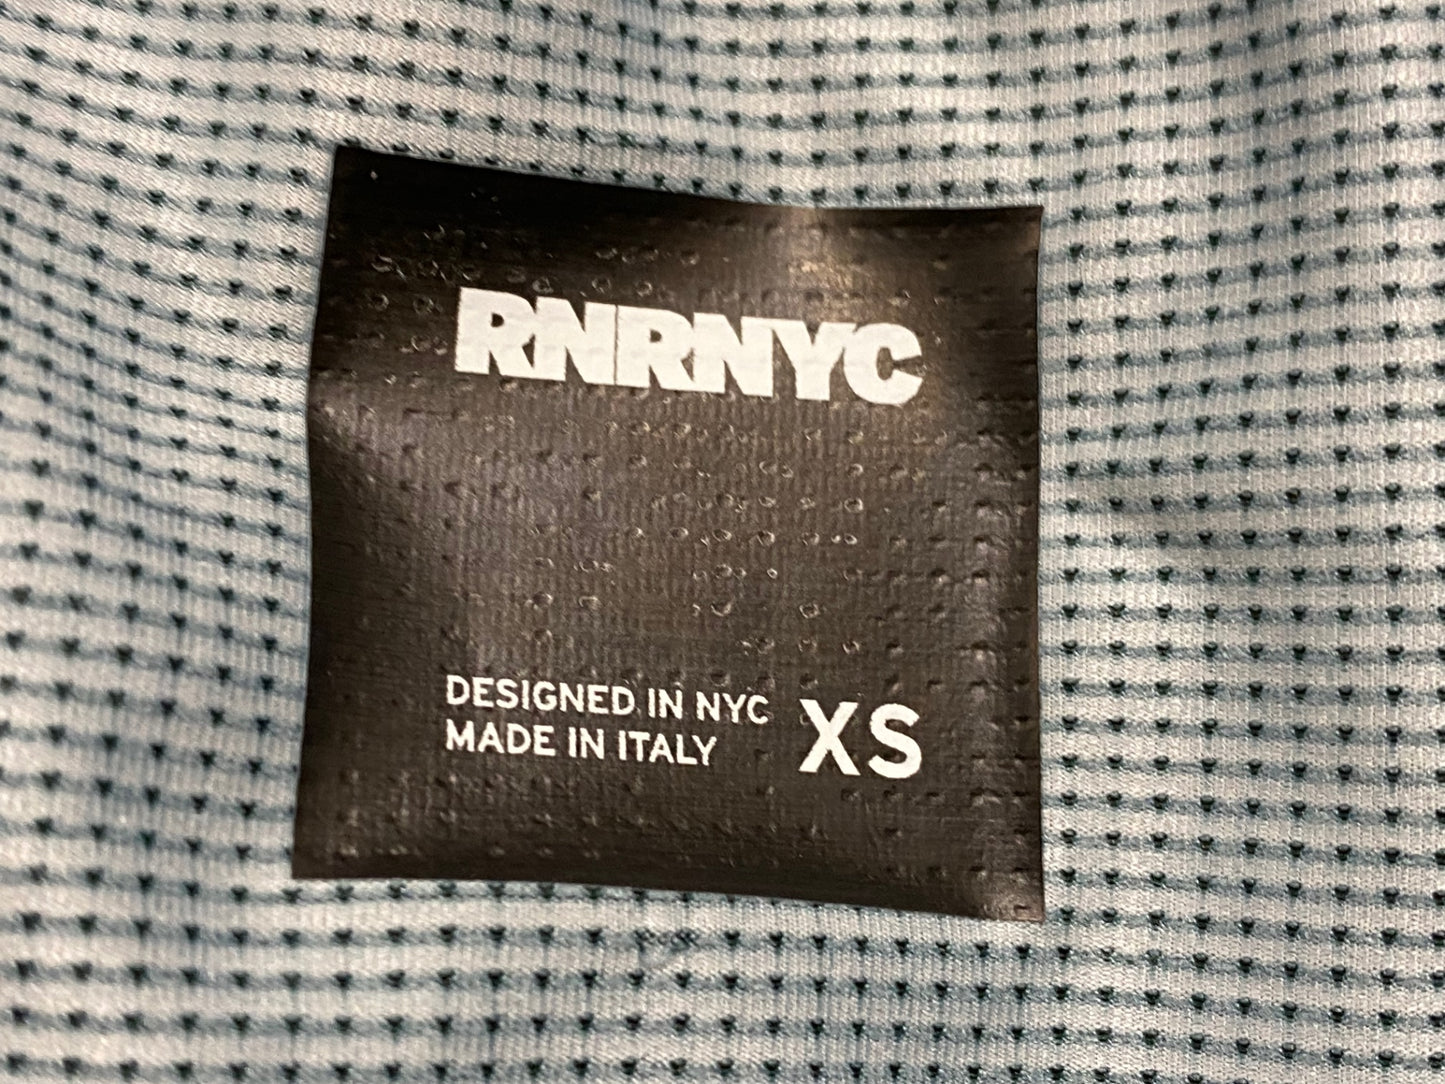 RNRNYC
DESIGNED IN NYC
MADE IN ITALY
XS